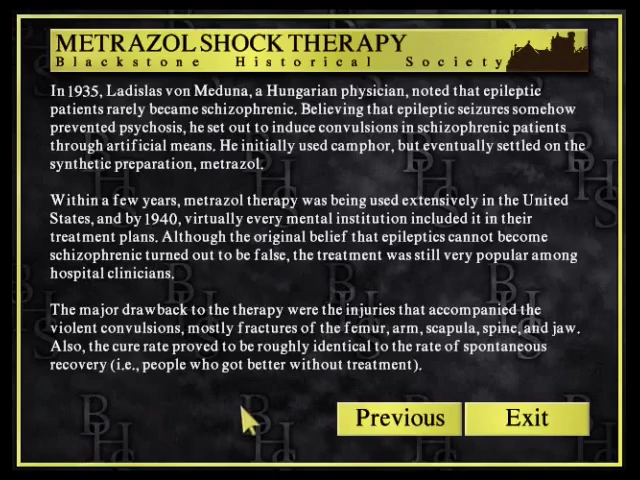 METRAZOL SHOCK THERAPY
Blackstone Historical Society
In 1935, Ladislas von Meduna, a Hungarian physician, noted that epileptic
patients rarely became schizophrenic. Believing that epileptic seizures somehow
prevented psychosis, he set out to induce convulsions in schizophrenic patients
through artificial means. He initially used camphor, but eventually settled on the
synthetic preparation, metrazol.
Within a few years, metrazol therapy was being used extensively in the United
States, and by 1940, virtually every mental institution included it in their
treatment plans. Although the original belief that epileptics cannot become
schizophrenic turned out to be false, the treatment was still very popular among
hospital clinicians.
The major drawback to the therapy were the injuries that accompanied the
violent convulsions, mostly fractures of the femur, arm, scapula, spine, and jaw.
Also, the cure rate proved to be roughly identical to the rate of spontaneous
recovery (i.e., people who got better without treatment).
Previous Exit